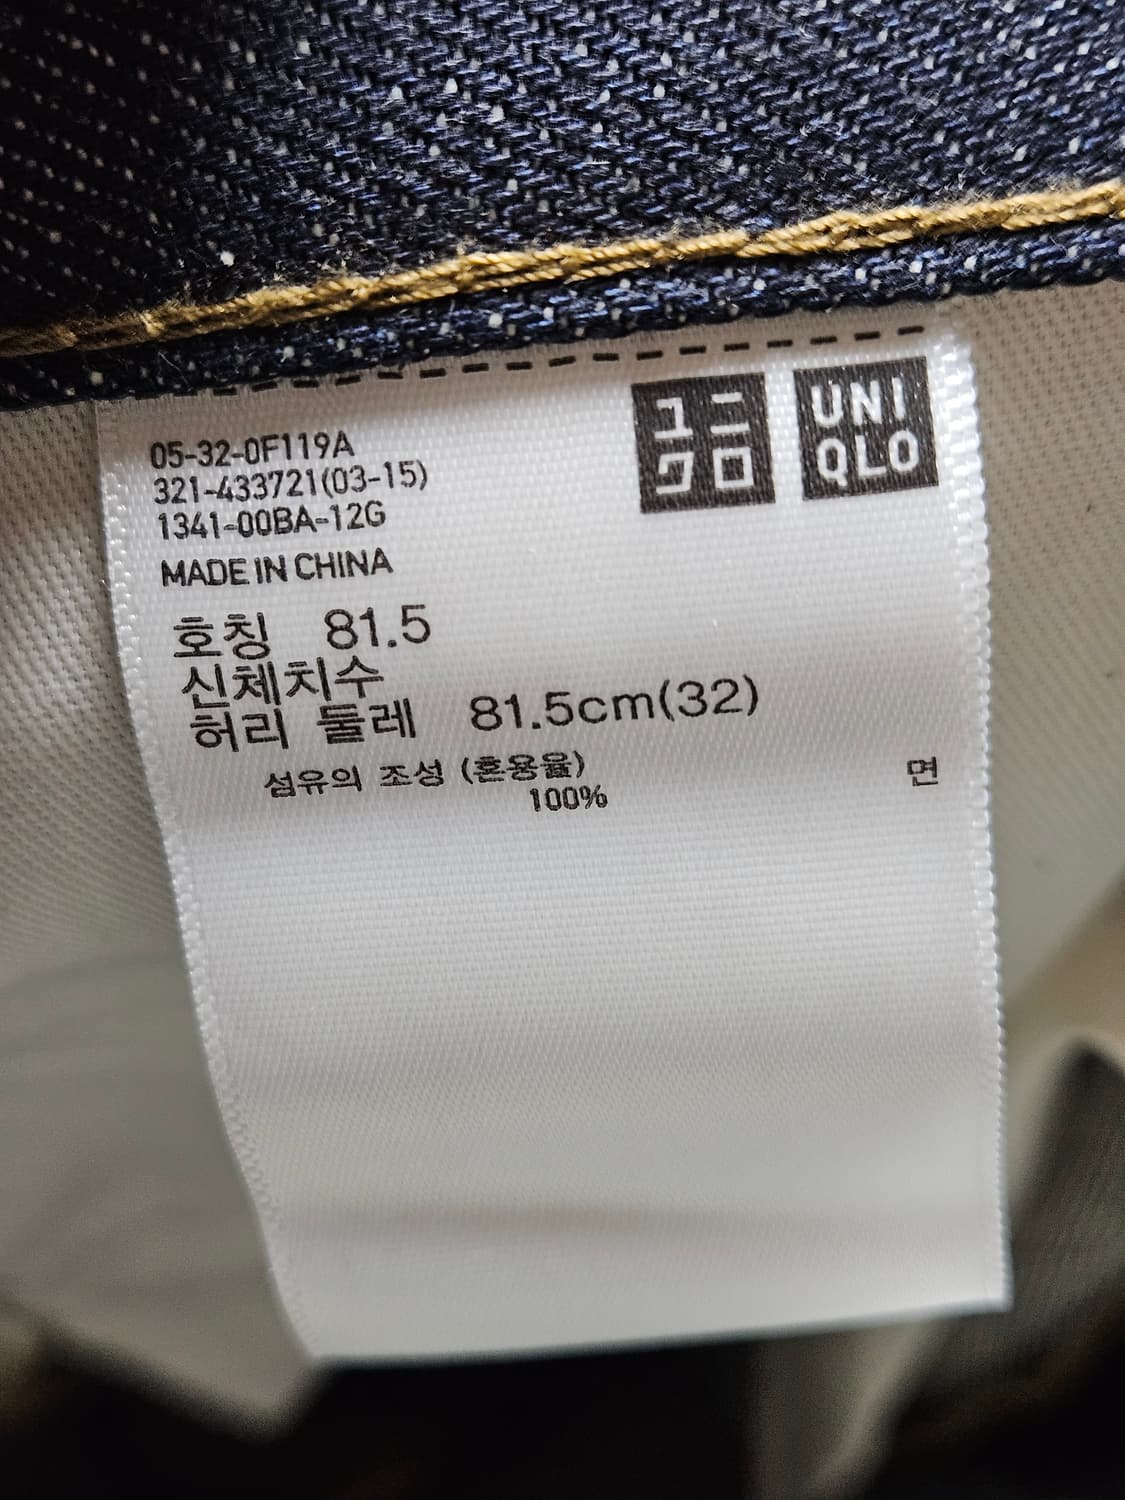 05-32-0F119A
321-433721(03-15)
1341-00BA-12G
MADE IN CHINA
ユニ
クロ
UNI
QLO
호칭 81.5
신체치수
허리 둘레 81.5cm(32)
섬유의 조성 (혼용율) 면
100%